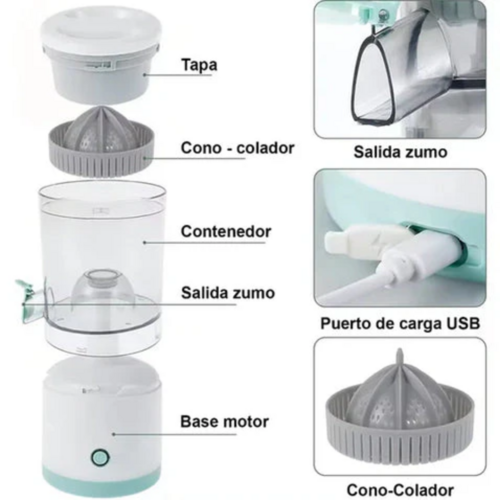 Tapa
Cono - colador
Contenedor
Salida zumo
Base motor
Salida zumo
Puerto de carga USB
Cono-Colador